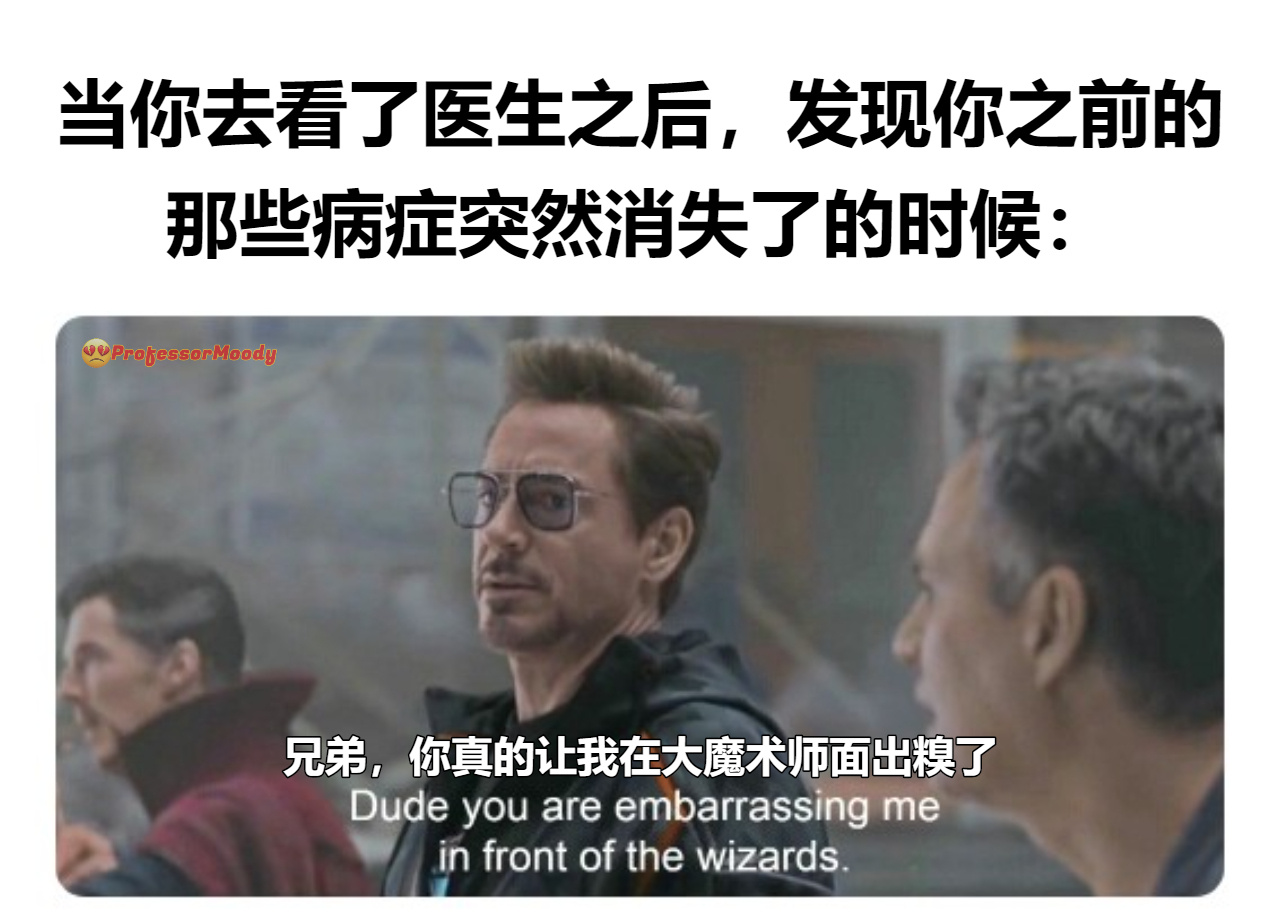 当你去看了医生之后，发现你之前的
那些病症突然消失了的时候：
ProfessorMoody
兄弟，你真的让我在大魔术师面出糗了
Dude you are embarrassing me
in front of the wizards.